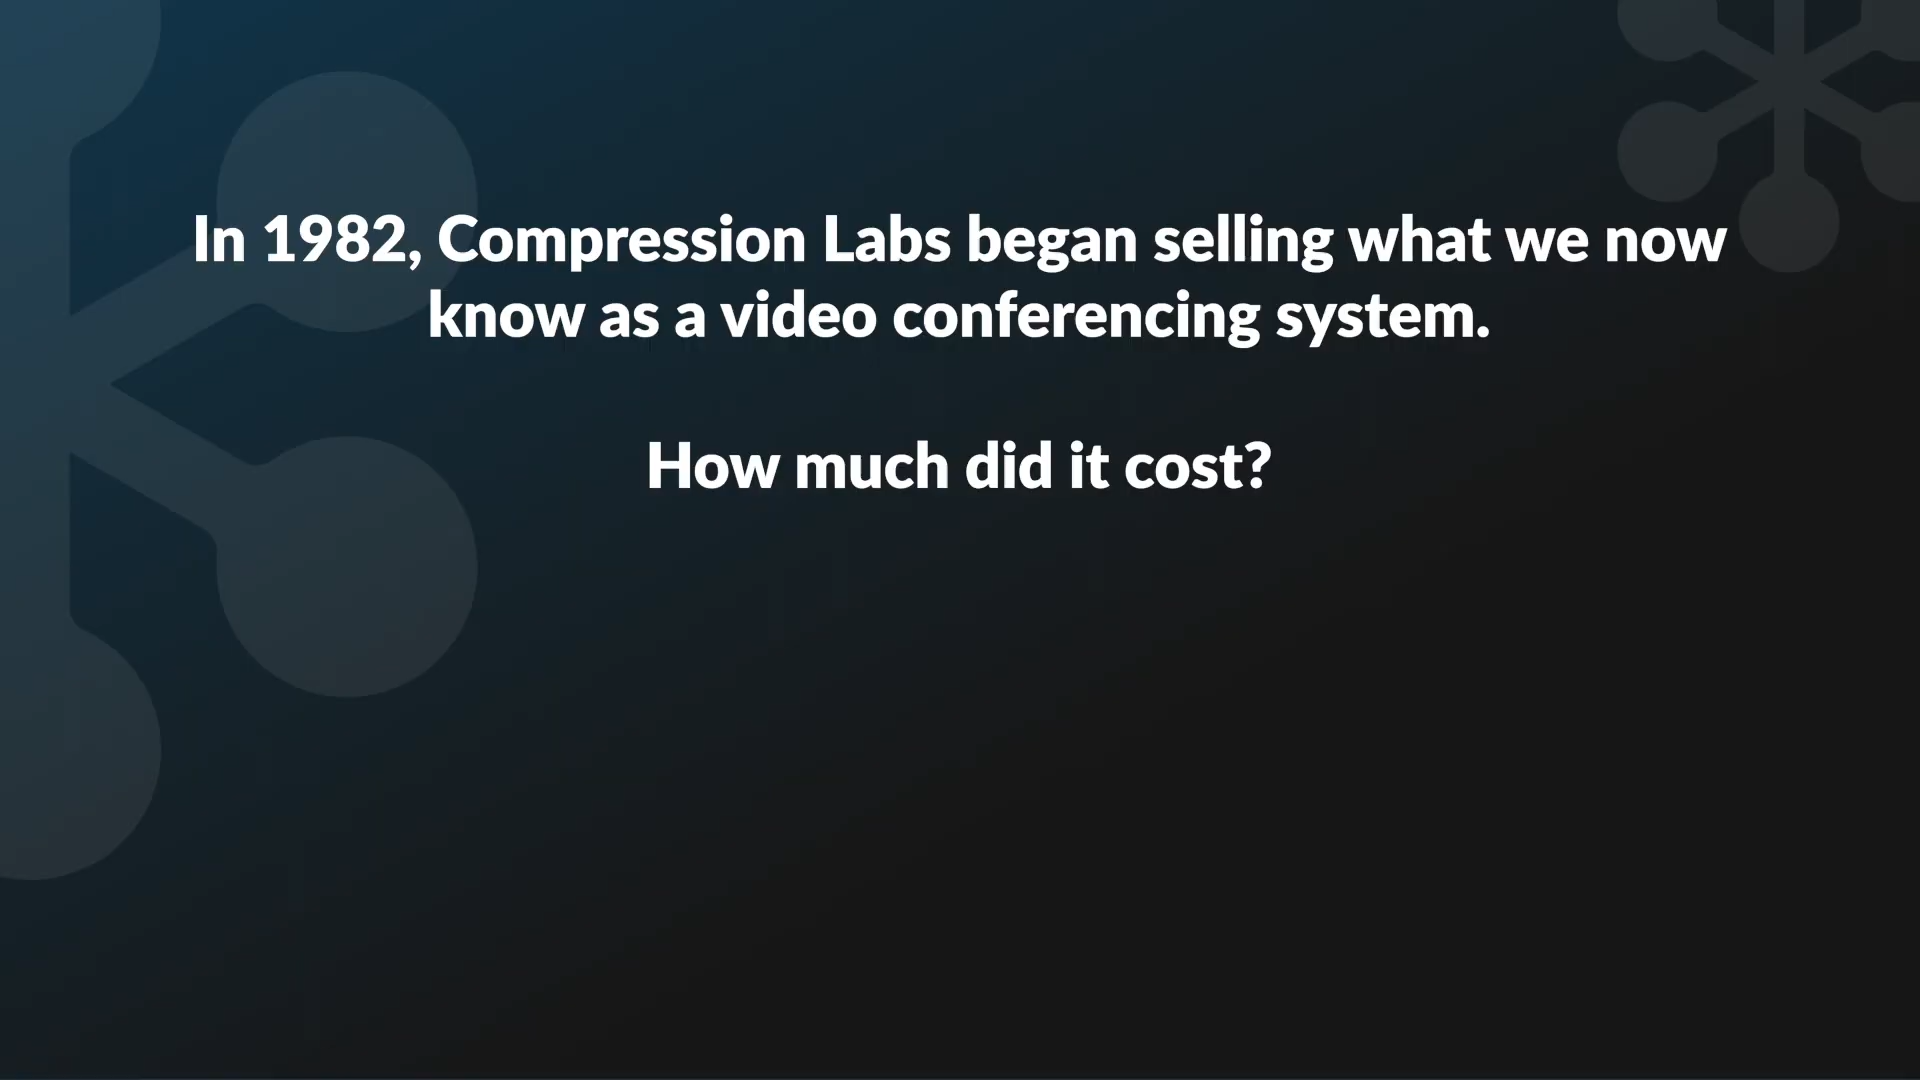 In 1982, Compression Labs began selling what we now
know as a video conferencing system.
How much did it cost?